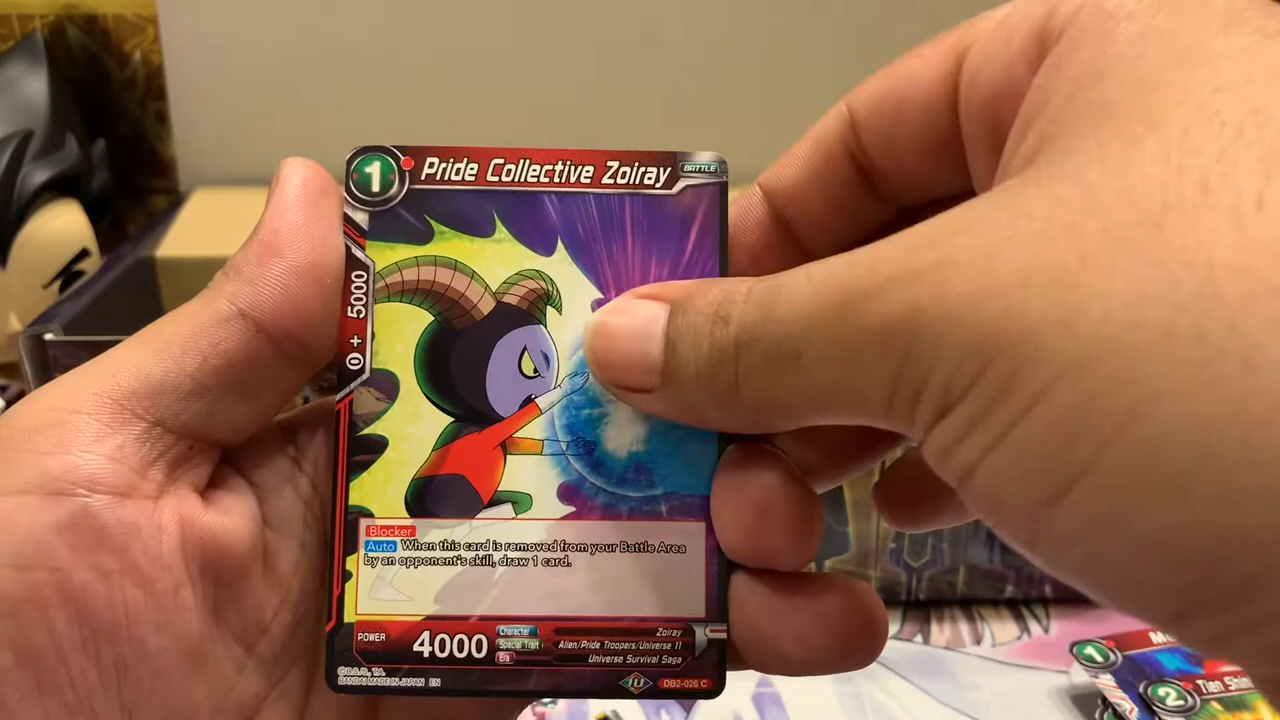 1 Pride Collective Zoiray BATTLE
0 + 5000
Blocker
Auto When this card is removed from your Battle Area
by an opponent's skill, draw 1 card.
POWER 4000
Character Zoiray
Special Trait Alien/Pride Troopers/Universe 11
Era Universe Survival Saga
©B.S/S., T.A.
BANDAI MADE IN JAPAN EN
1U DB2-026 C
1
2 Tien Shin